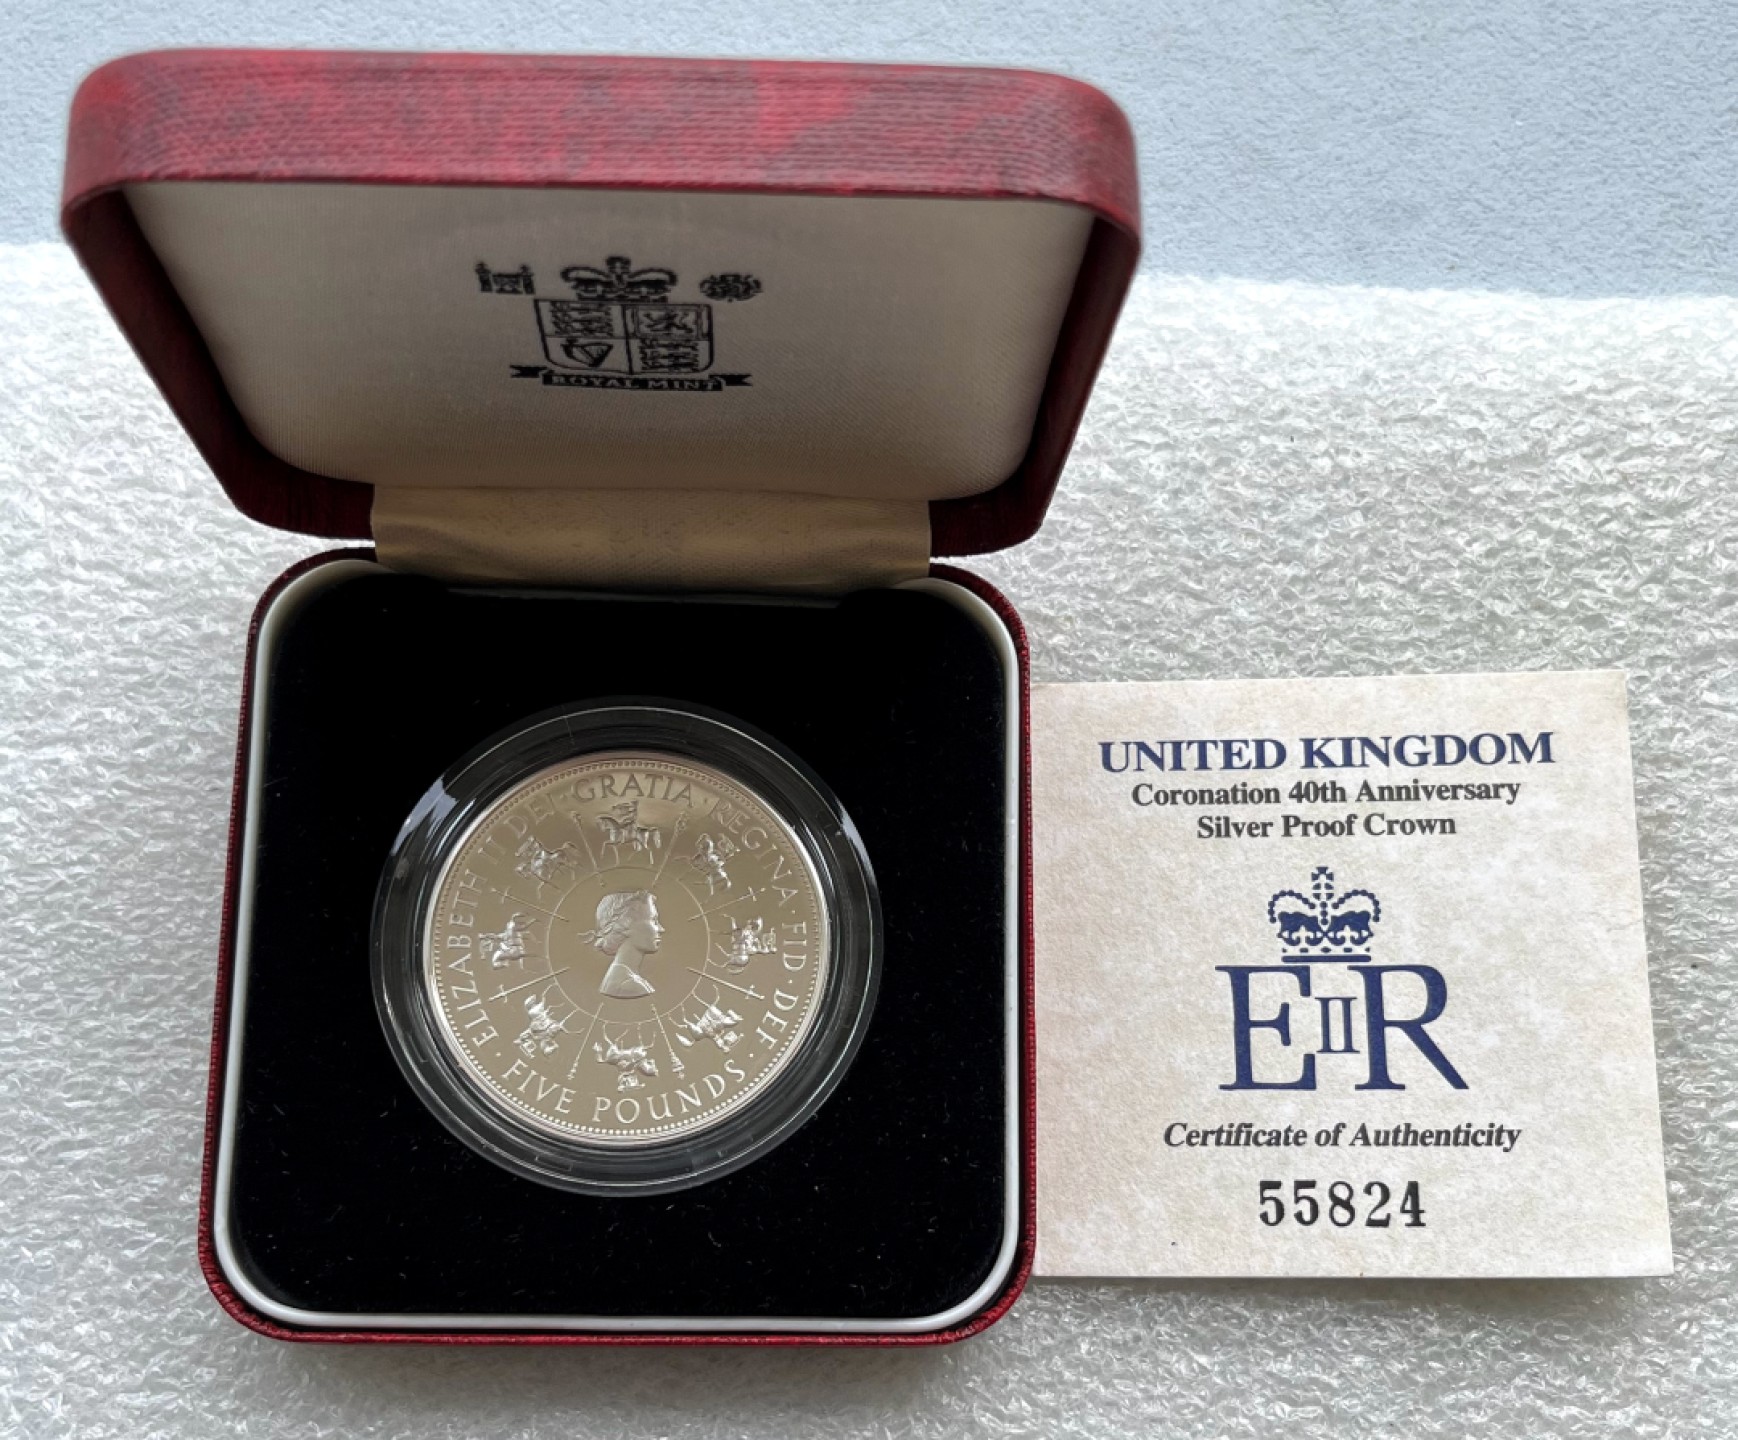 ROYAL MINT
ELIZABETH II · DEI · GRATIA · REGINA · FID · DEF ·
FIVE POUNDS
UNITED KINGDOM
Coronation 40th Anniversary
Silver Proof Crown
EIIR
Certificate of Authenticity
55824